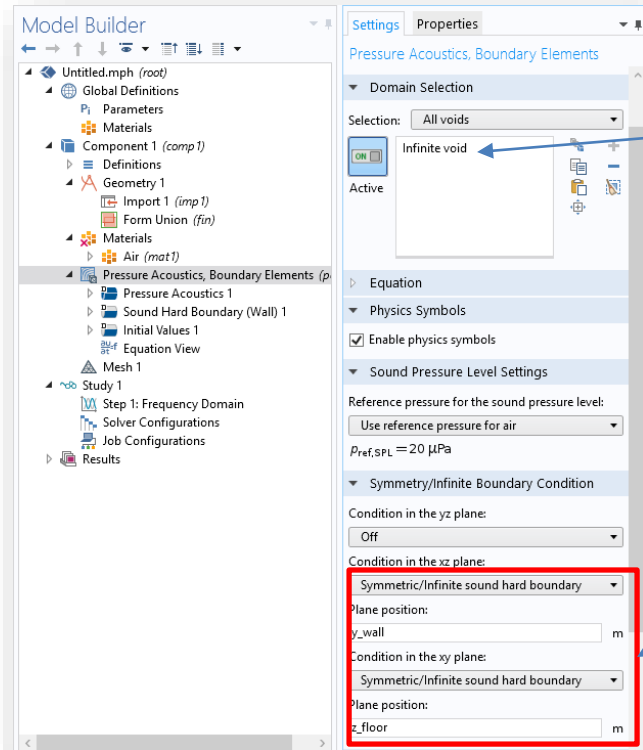 Model Builder
Untitled.mph (root)
Global Definitions
Pi Parameters
Materials
Component 1 (comp1)
Definitions
Geometry 1
Import 1 (imp1)
Form Union (fin)
Materials
Air (mat1)
Pressure Acoustics, Boundary Elements (p
Pressure Acoustics 1
Sound Hard Boundary (Wall) 1
Initial Values 1
Equation View
Mesh 1
Study 1
Step 1: Frequency Domain
Solver Configurations
Job Configurations
Results
Settings Properties
Pressure Acoustics, Boundary Elements
Domain Selection
Selection: All voids
ON
Infinite void
Active
Equation
Physics Symbols
Enable physics symbols
Sound Pressure Level Settings
Reference pressure for the sound pressure level:
Use reference pressure for air
pref,SPL = 20 μPa
Symmetry/Infinite Boundary Condition
Condition in the yz plane:
Off
Condition in the xz plane:
Symmetric/Infinite sound hard boundary
Plane position:
y_wall m
Condition in the xy plane:
Symmetric/Infinite sound hard boundary
Plane position:
z_floor m